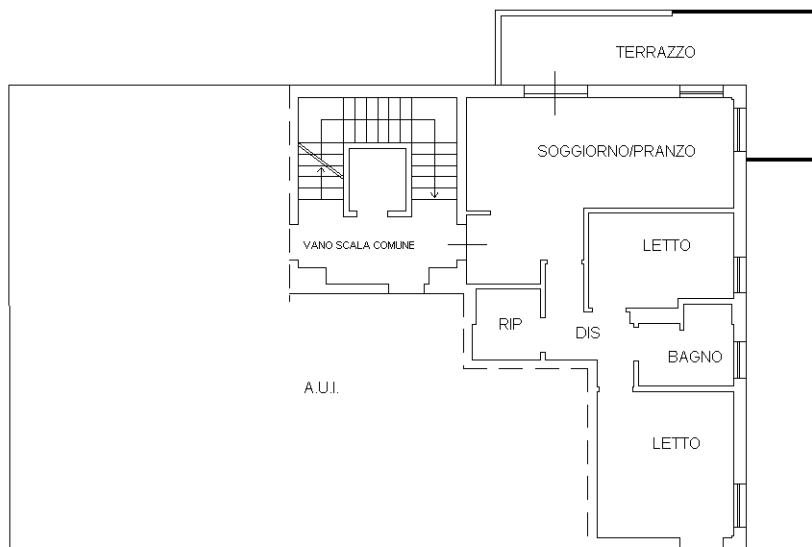 TERRAZZO
SOGGIORNO/PRANZO
VANO SCALA COMUNE
LETTO
RIP
DIS
BAGNO
A.U.I.
LETTO